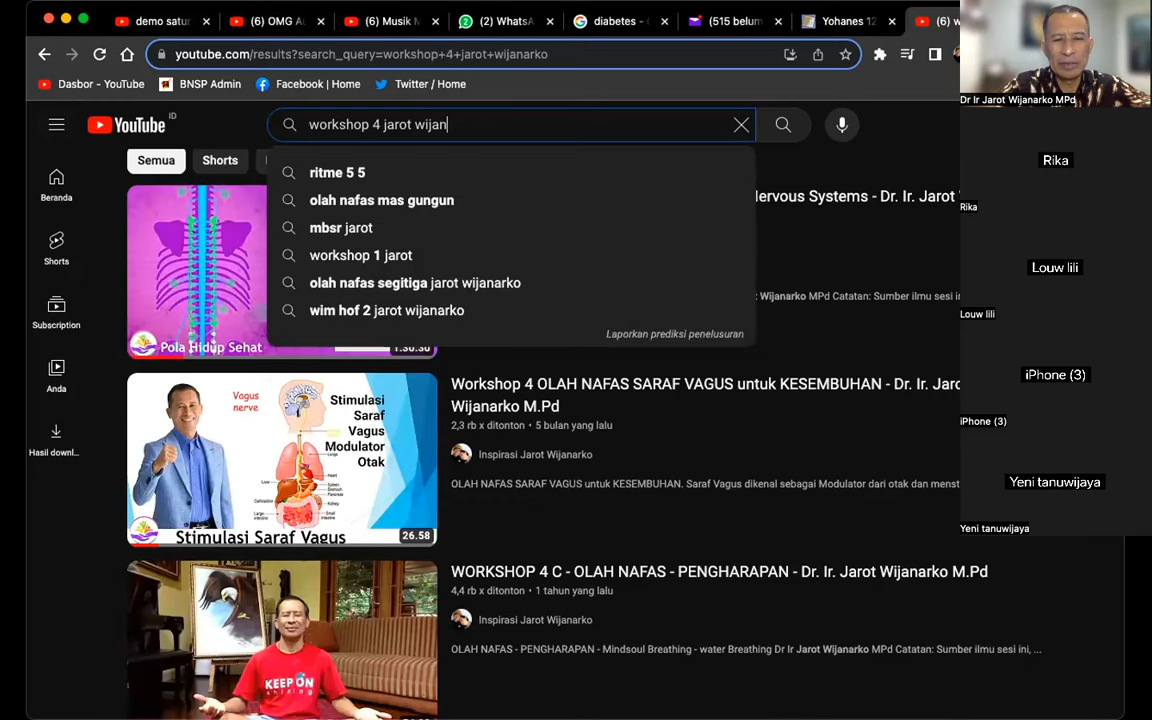 demo satu
(6) OMG A
(6) Musik M
(2) WhatsA
diabetes -
(515 belum
Yohanes 12
(6) w
youtube.com/results?search_query=workshop+4+jarot+wijanarko
Dasbor - YouTube
BNSP Admin
Facebook | Home
Twitter / Home
YouTube ID
workshop 4 jarot wijan
Semua
Shorts
ritme 5 5
olah nafas mas gungun
mbsr jarot
workshop 1 jarot
olah nafas segitiga jarot wijanarko
wim hof 2 jarot wijanarko
Laporkan prediksi penelusuran
Beranda
Shorts
Subscription
Anda
Hasil downl...
ervous Systems - Dr. Ir. Jarot
Wijanarko MPd Catatan: Sumber ilmu sesi in
Pola Hidup Sehat
1.30.30
Vagus
nerve
Stimulasi
Saraf
Vagus
Modulator
Otak
Stimulasi Saraf Vagus
26.58
Workshop 4 OLAH NAFAS SARAF VAGUS untuk KESEMBUHAN - Dr. Ir. Jaro
Wijanarko M.Pd
2,3 rb x ditonton • 5 bulan yang lalu
Inspirasi Jarot Wijanarko
OLAH NAFAS SARAF VAGUS untuk KESEMBUHAN. Saraf Vagus dikenal sebagai Modulator dari otak dan menst
KEEP ON
shining
WORKSHOP 4 C - OLAH NAFAS - PENGHARAPAN - Dr. Ir. Jarot Wijanarko M.Pd
4,4 rb x ditonton • 1 tahun yang lalu
Inspirasi Jarot Wijanarko
OLAH NAFAS - PENGHARAPAN - Mindsoul Breathing - water Breathing Dr Ir Jarot Wijanarko MPd Catatan: Sumber ilmu sesi ini, ...
Dr Ir Jarot Wijanarko MPd
Rika
Rika
Louw lili
Louw lili
iPhone (3)
iPhone (3)
Yeni tanuwijaya
Yeni tanuwijaya